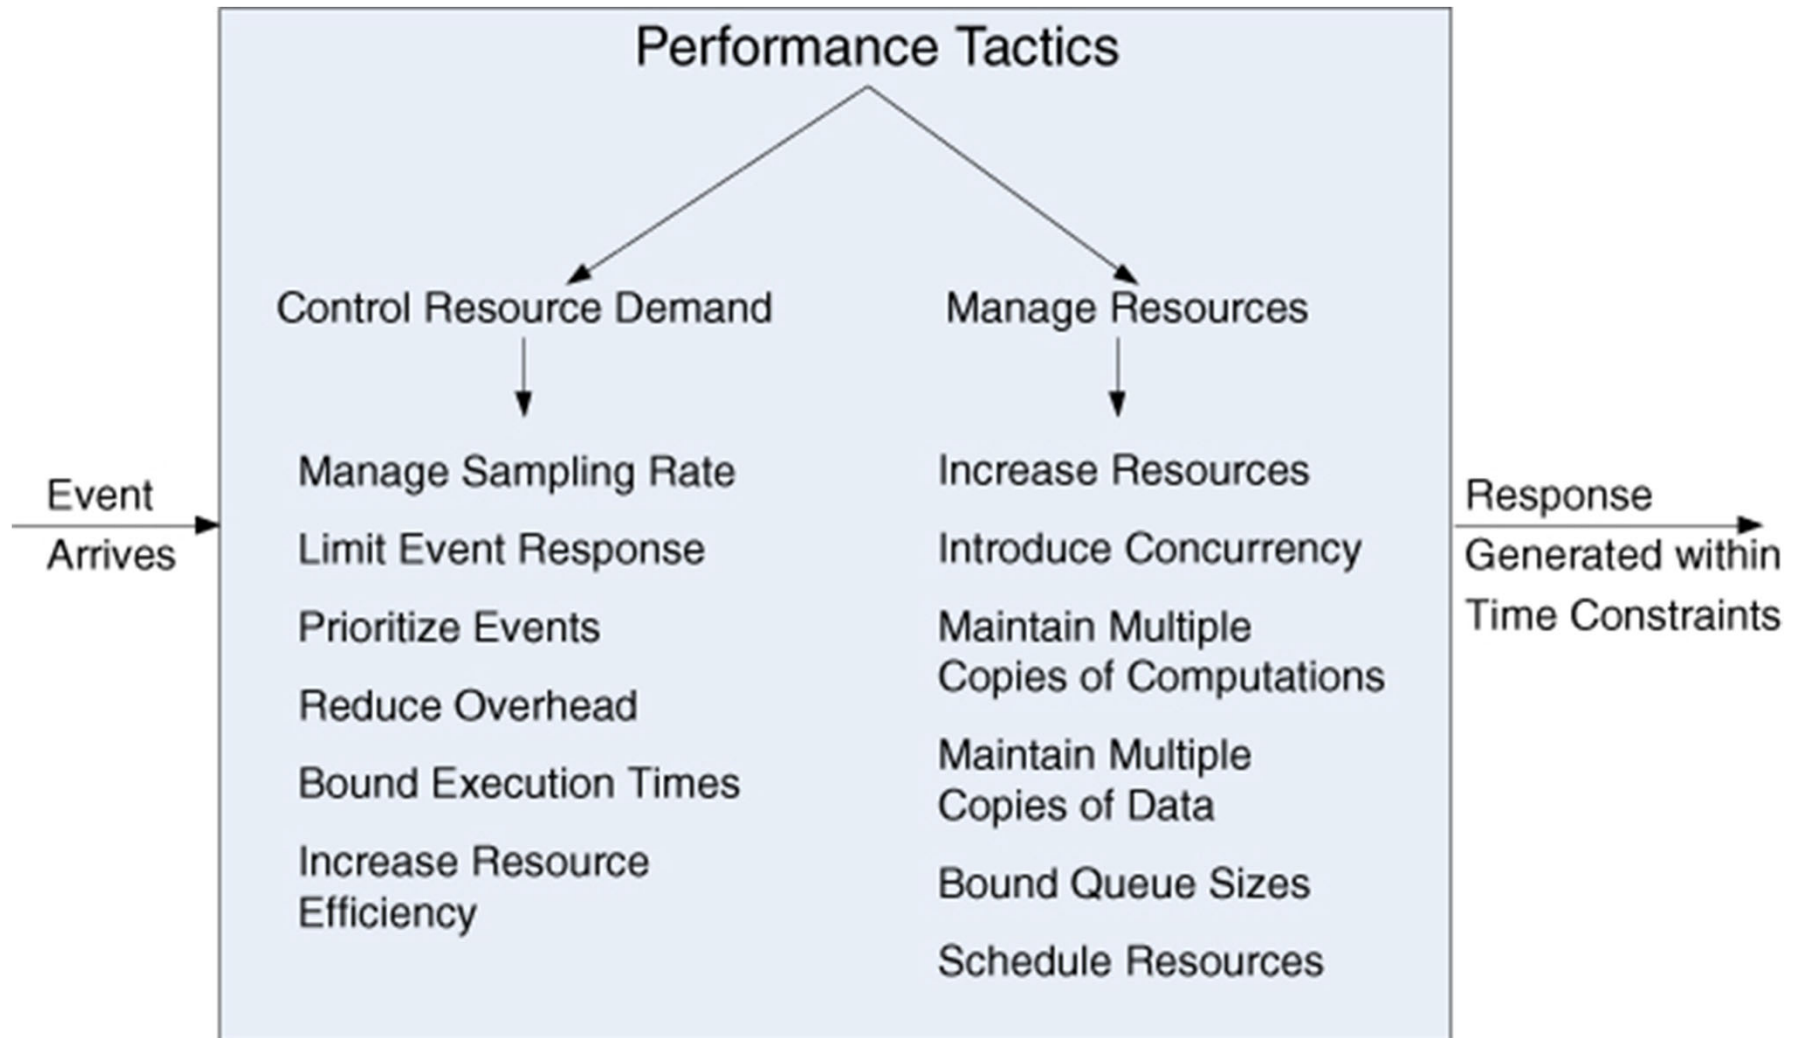 Performance Tactics
Control Resource Demand
Manage Sampling Rate
Limit Event Response
Prioritize Events
Reduce Overhead
Bound Execution Times
Increase Resource
Efficiency
Manage Resources
Increase Resources
Introduce Concurrency
Maintain Multiple
Copies of Computations
Maintain Multiple
Copies of Data
Bound Queue Sizes
Schedule Resources
Event
Arrives
Response
Generated within
Time Constraints